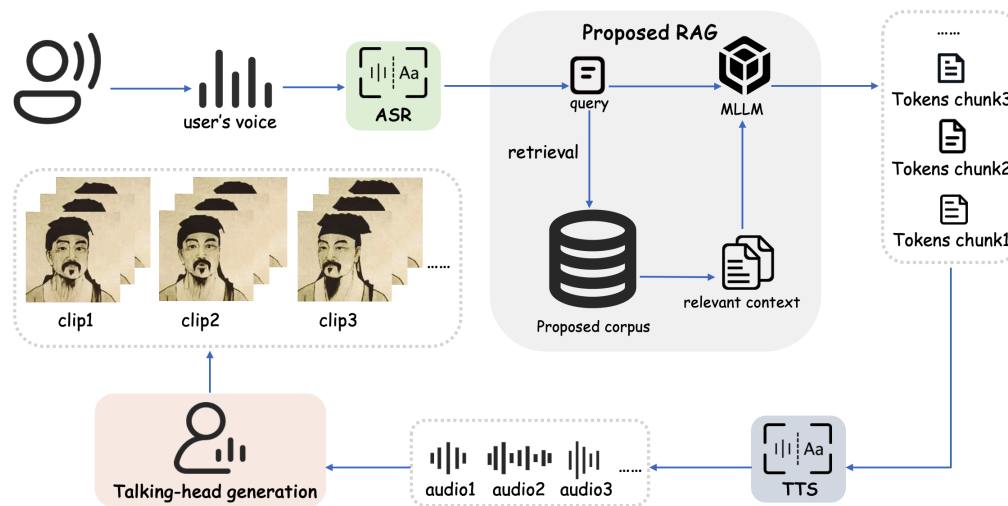 Proposed RAG
Aa
ASR
user's voice
query
MLLM
retrieval
Proposed corpus
relevant context
......
Tokens chunk3
Tokens chunk2
Tokens chunk1
clip1
clip2
clip3
......
Talking-head generation
audio1
audio2
audio3
......
Aa
TTS